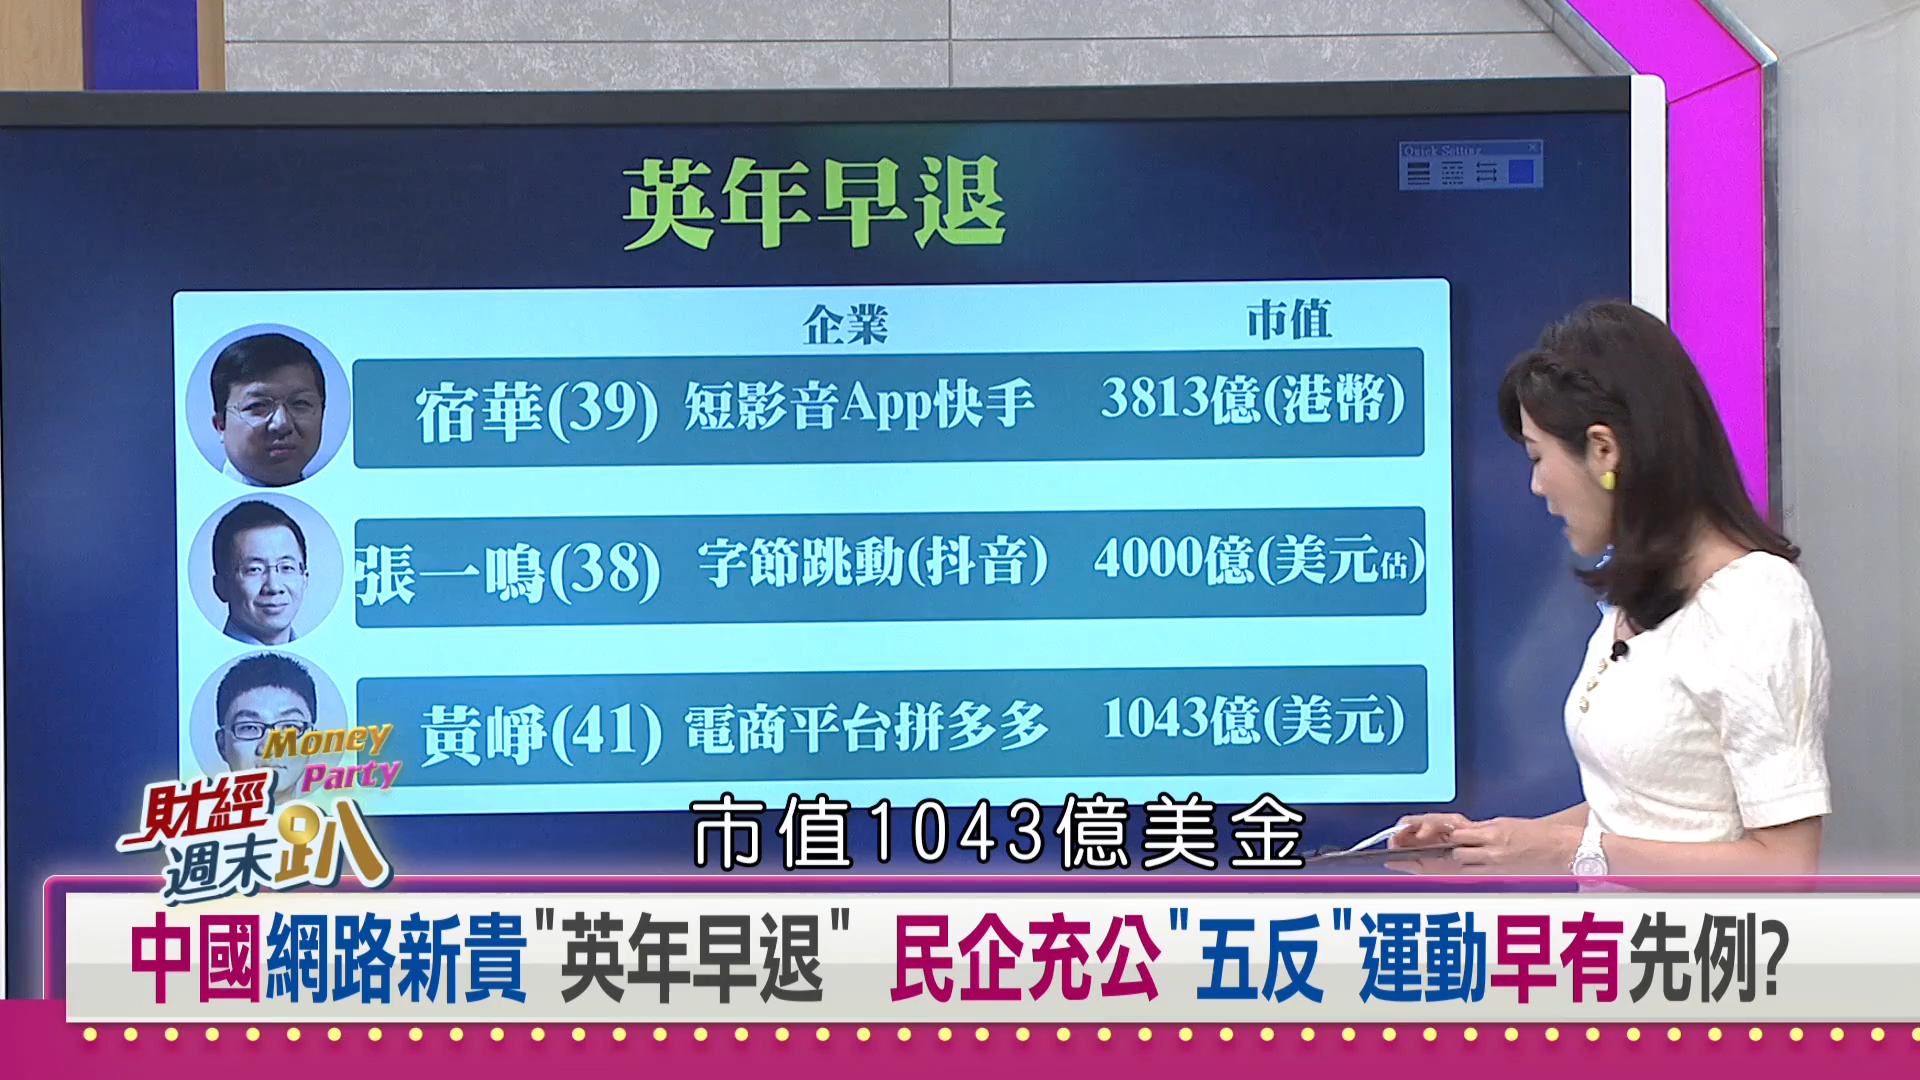 英年早退
Quick Setting
企業 市值
宿華(39) 短影音App快手 3813億(港幣)
張一鳴(38) 字節跳動(抖音) 4000億(美元估)
黃崢(41) 電商平台拼多多 1043億(美元)
Money
Party
財經
週末趴
市值1043億美金
中國網路新貴"英年早退" 民企充公"五反"運動早有先例?